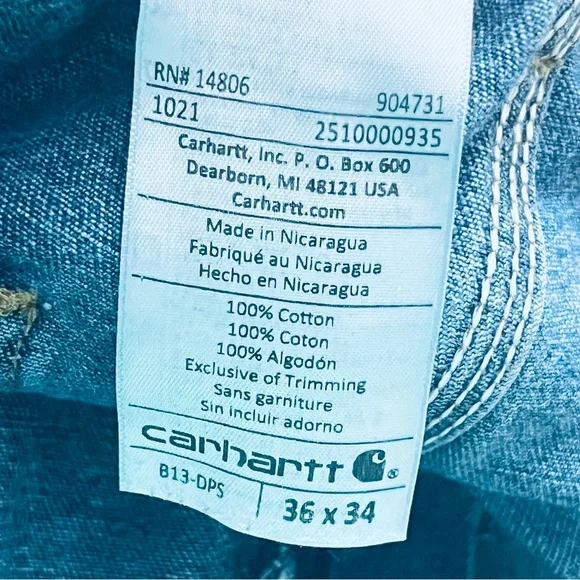 RN# 14806 904731
1021 2510000935
Carhartt, Inc. P. O. Box 600
Dearborn, MI 48121 USA
Carhartt.com
Made in Nicaragua
Fabriqué au Nicaragua
Hecho en Nicaragua
100% Cotton
100% Coton
100% Algodón
Exclusive of Trimming
Sans garniture
Sin incluir adorno
carhartt ®
B13-DPS 36 x 34